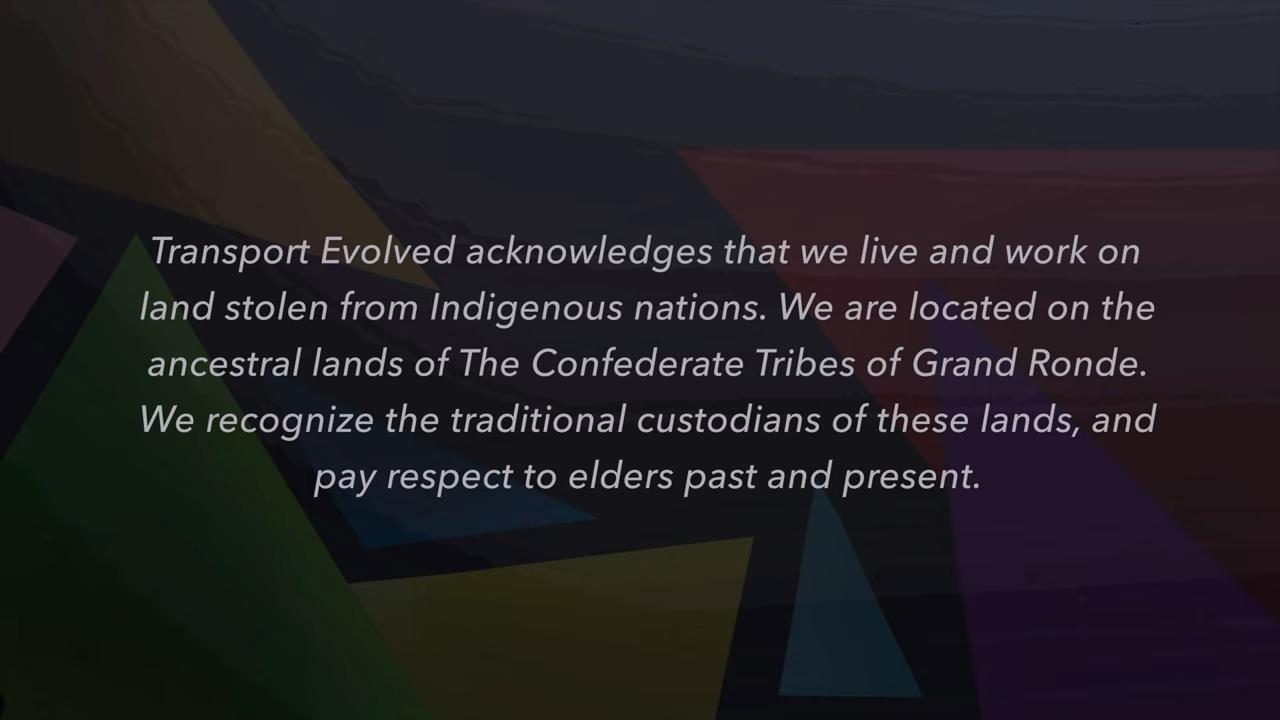 Transport Evolved acknowledges that we live and work on
land stolen from Indigenous nations. We are located on the
ancestral lands of The Confederate Tribes of Grand Ronde.
We recognize the traditional custodians of these lands, and
pay respect to elders past and present.